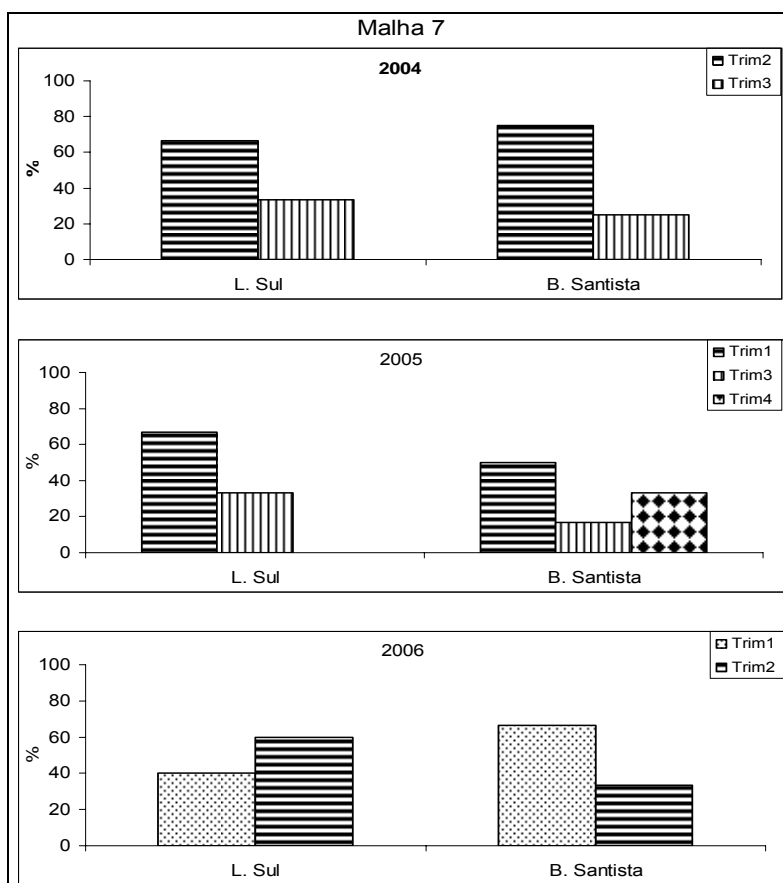 Malha 7
2004
Trim2
Trim3
100
80
60
40
20
0
%
L. Sul
B. Santista
2005
Trim1
Trim3
Trim4
100
80
60
40
20
0
%
L. Sul
B. Santista
2006
Trim1
Trim2
100
80
60
40
20
0
%
L. Sul
B. Santista